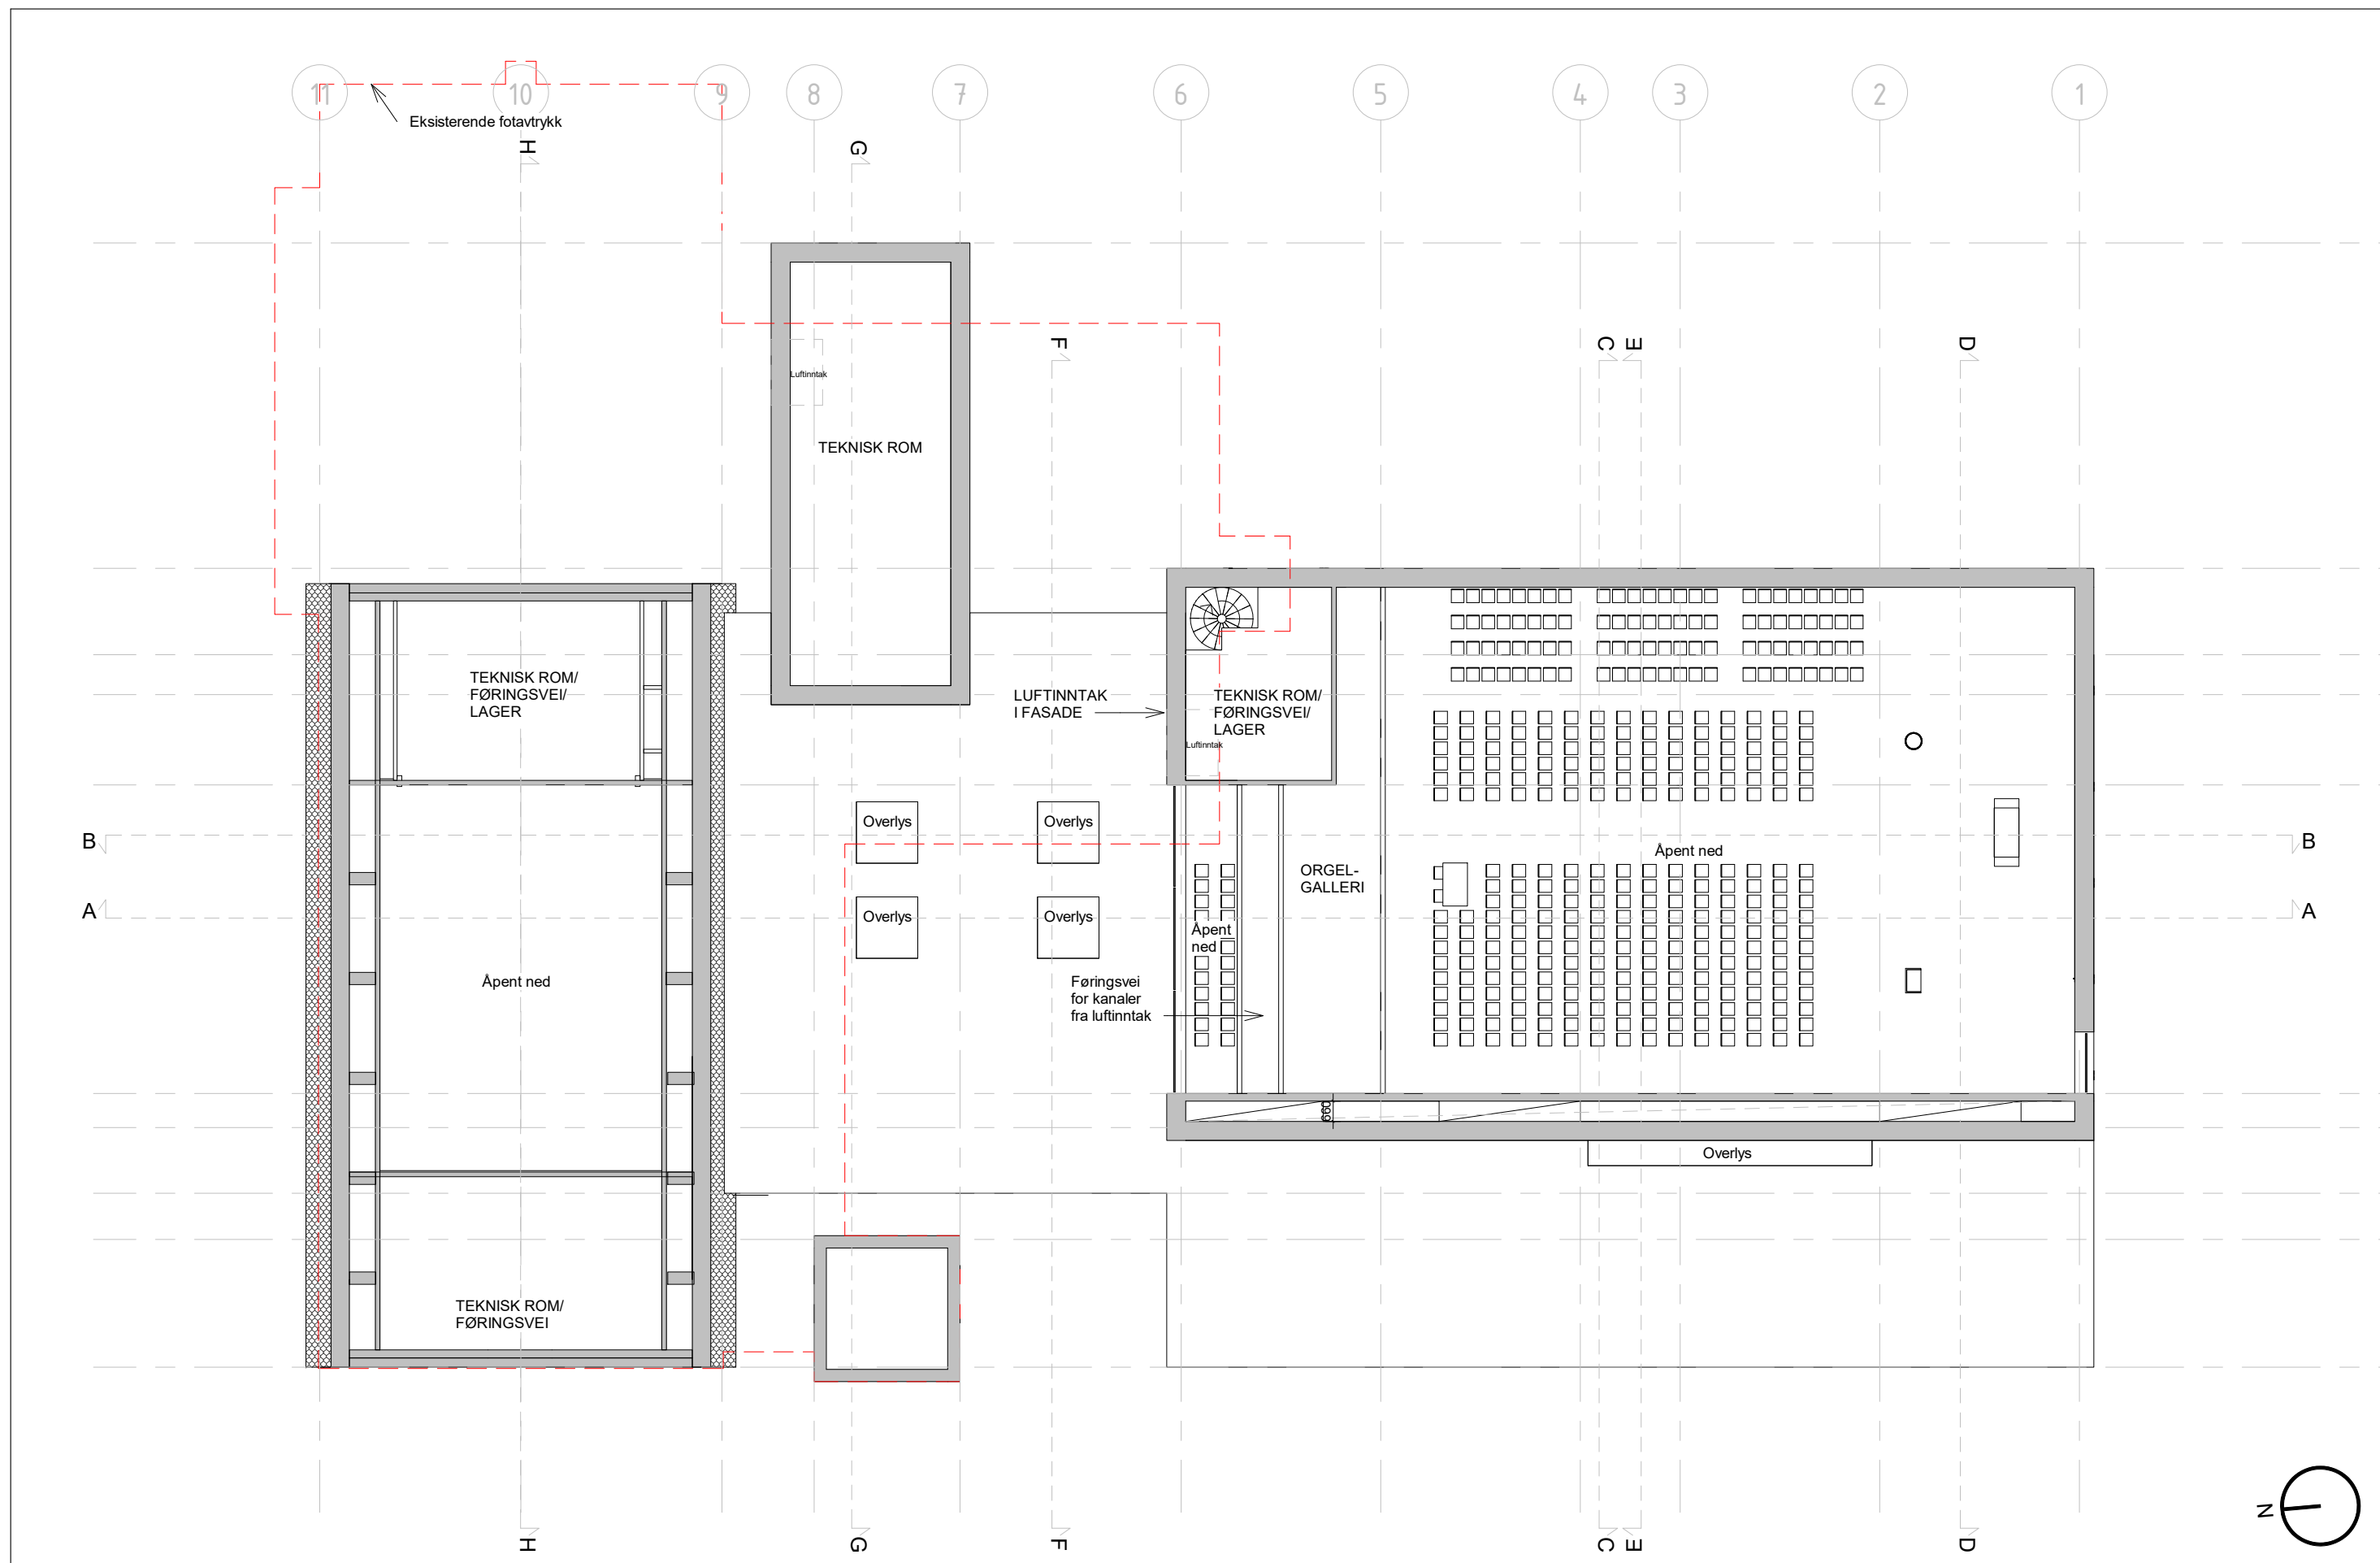 11 10 9 8 7 6 5 4 3 2 1
Eksisterende fotavtrykk
H G
F C E D
Luftinntak
TEKNISK ROM
TEKNISK ROM/
FØRINGSVEI/
LAGER
LUFTINNTAK
I FASADE
TEKNISK ROM/
FØRINGSVEI/
LAGER
Luftinntak
Overlys Overlys
B B
Åpent ned
ORGEL-
GALLERI
A A
Overlys Overlys
Åpent
ned
Åpent ned
Føringsvei
for kanaler
fra luftinntak
660
Overlys
TEKNISK ROM/
FØRINGSVEI
N
H G F C E D